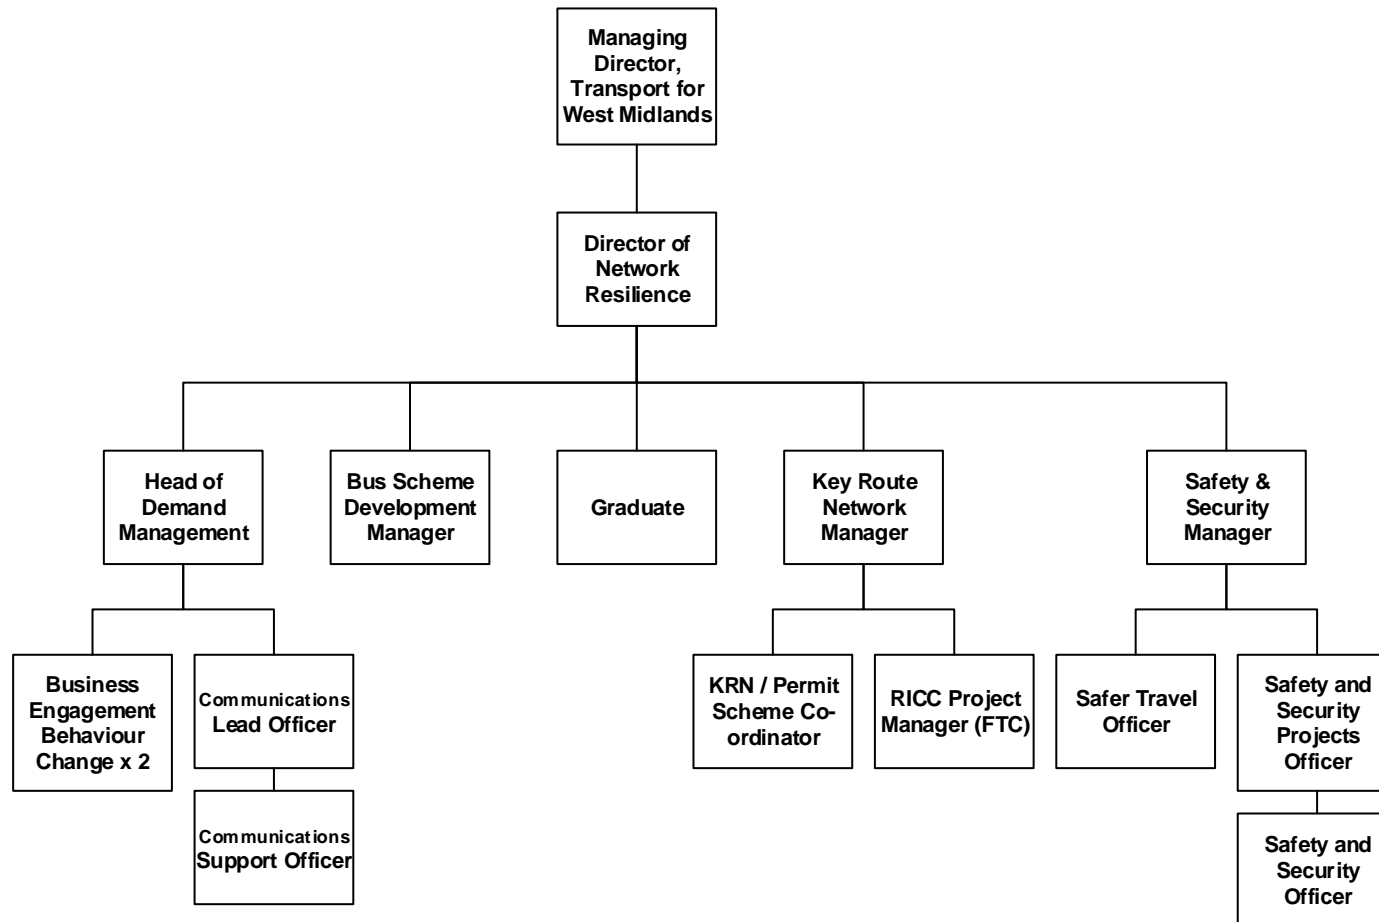 Managing
Director,
Transport for
West Midlands
Director of
Network
Resilience
Head of
Demand
Management
Bus Scheme
Development
Manager
Graduate
Key Route
Network
Manager
Safety &
Security
Manager
Business
Engagement
Behaviour
Change x 2
Communications
Lead Officer
KRN / Permit
Scheme Co-
ordinator
RICC Project
Manager (FTC)
Safer Travel
Officer
Safety and
Security
Projects
Officer
Communications
Support Officer
Safety and
Security
Officer